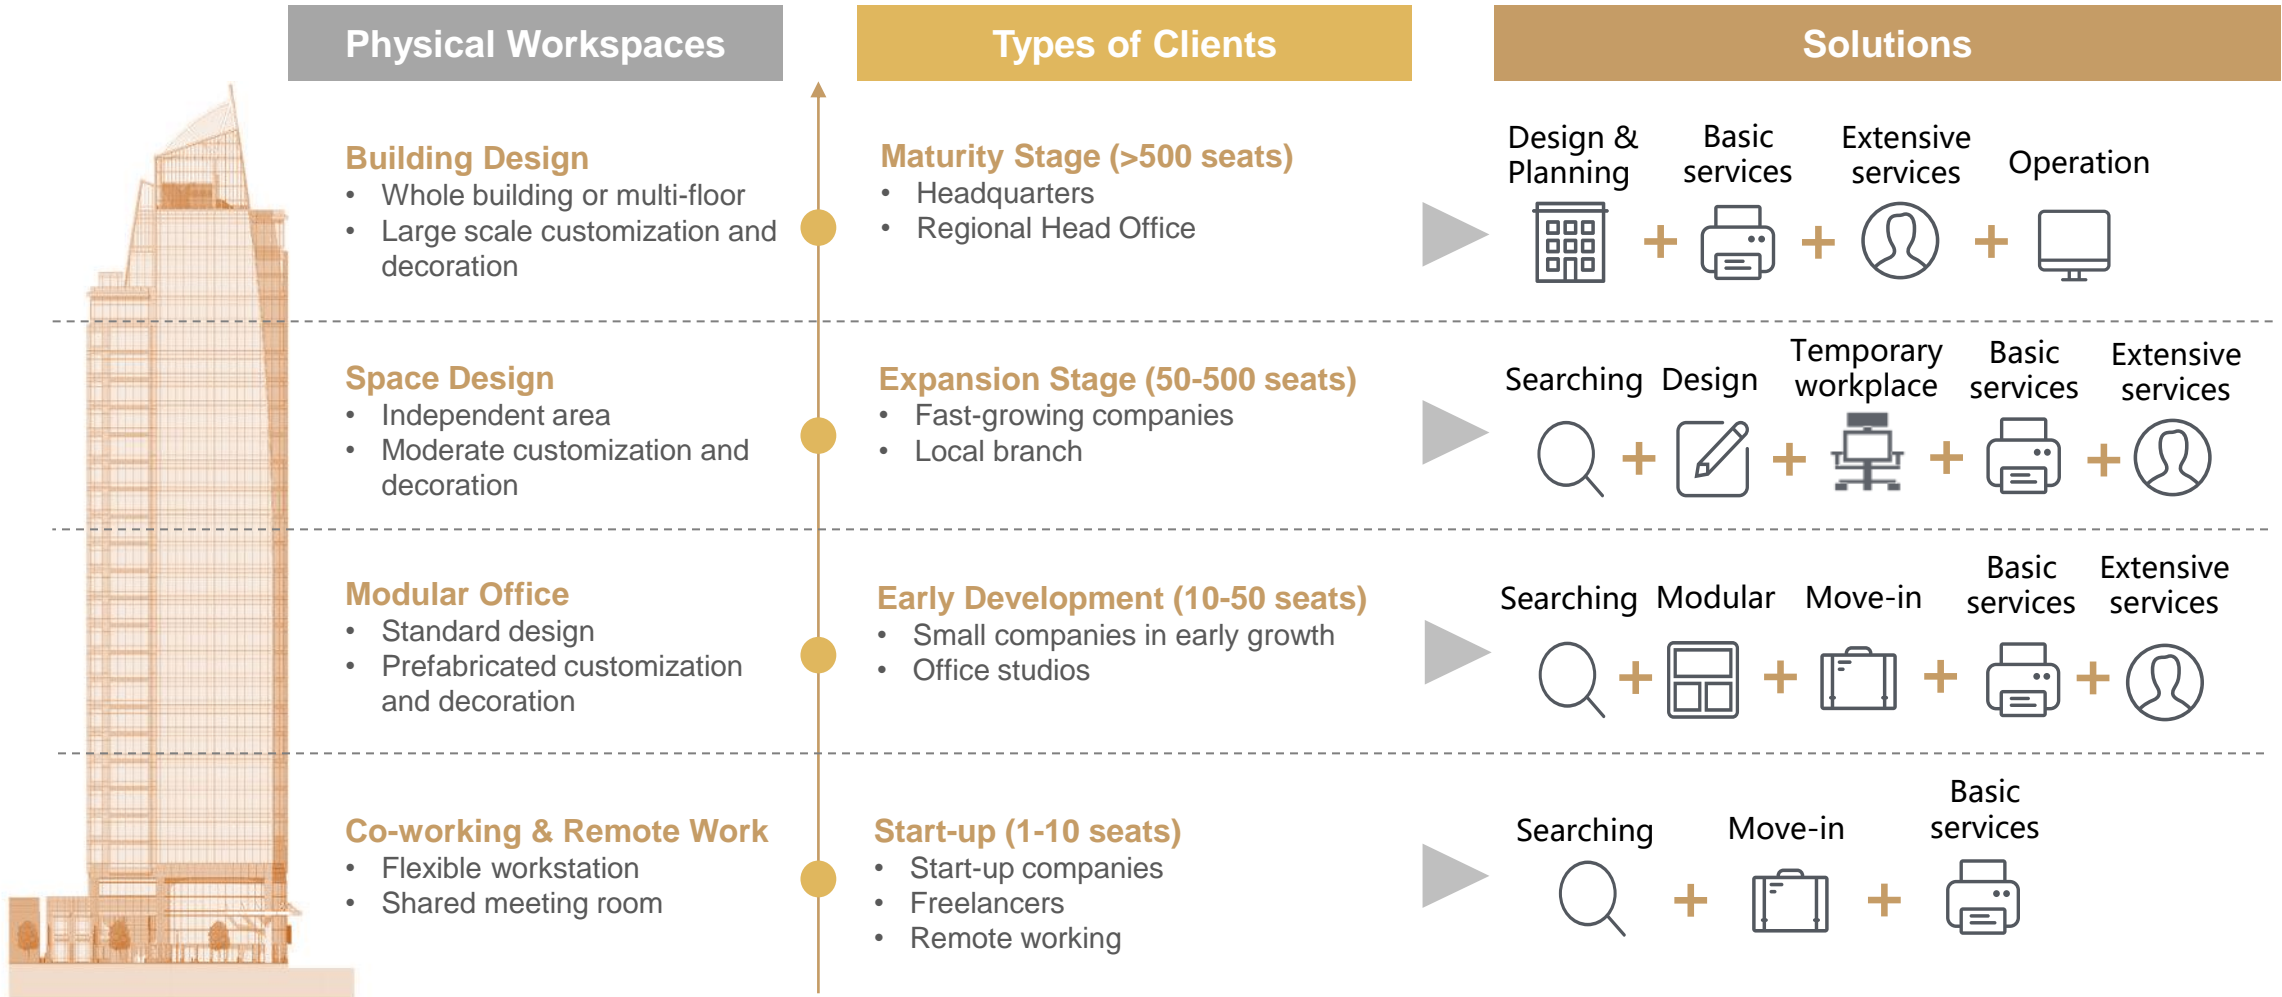 Physical Workspaces
Types of Clients
Solutions
Building Design
• Whole building or multi-floor
• Large scale customization and
decoration
Maturity Stage (>500 seats)
• Headquarters
• Regional Head Office
Design &
Planning
Basic
services
Extensive
services
Operation
Space Design
• Independent area
• Moderate customization and
decoration
Expansion Stage (50-500 seats)
• Fast-growing companies
• Local branch
Searching
Design
Temporary
workplace
Basic
services
Extensive
services
Modular Office
• Standard design
• Prefabricated customization
and decoration
Early Development (10-50 seats)
• Small companies in early growth
• Office studios
Searching
Modular
Move-in
Basic
services
Extensive
services
Co-working & Remote Work
• Flexible workstation
• Shared meeting room
Start-up (1-10 seats)
• Start-up companies
• Freelancers
• Remote working
Searching
Move-in
Basic
services